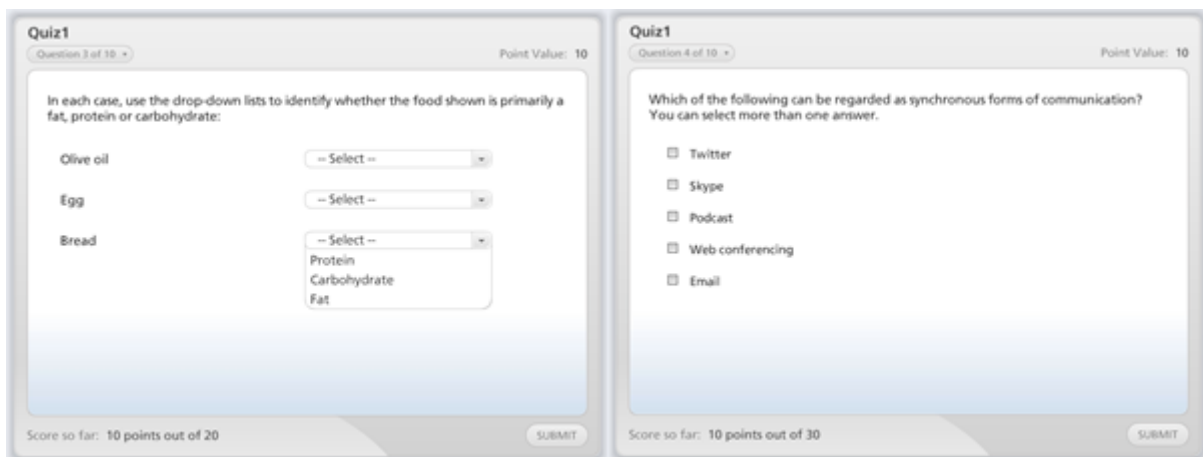 Quiz1
Question 3 of 10
Point Value: 10
In each case, use the drop-down lists to identify whether the food shown is primarily a
fat, protein or carbohydrate:
Olive oil
-- Select --
Egg
-- Select --
Bread
-- Select --
Protein
Carbohydrate
Fat
Score so far: 10 points out of 20
SUBMIT
Quiz1
Question 4 of 10
Point Value: 10
Which of the following can be regarded as synchronous forms of communication?
You can select more than one answer.
Twitter
Skype
Podcast
Web conferencing
Email
Score so far: 10 points out of 30
SUBMIT